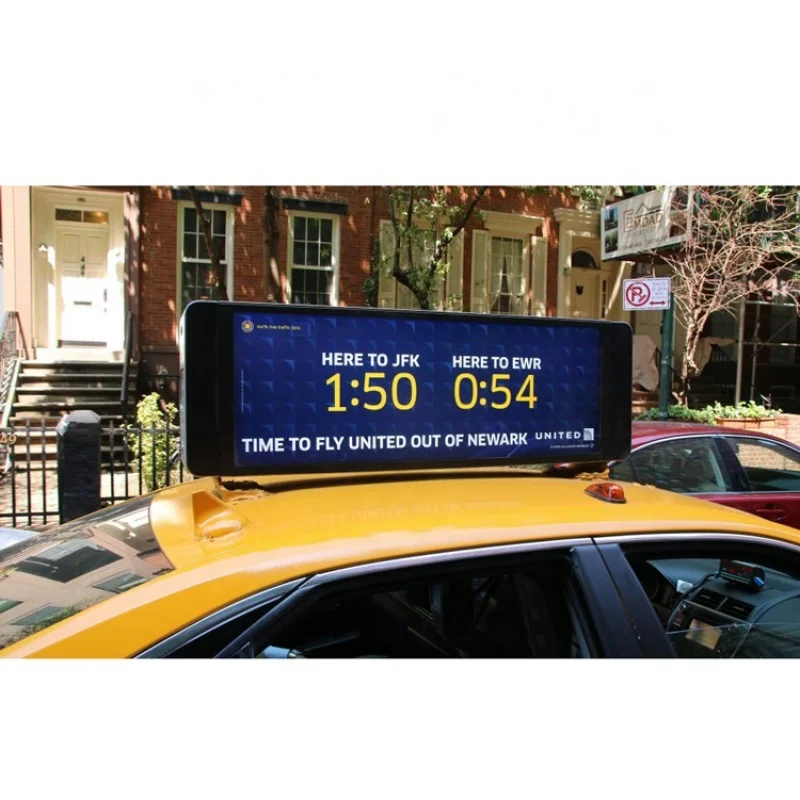 HERE TO JFK
1:50
HERE TO EWR
0:54
TIME TO FLY UNITED OUT OF NEWARK
UNITED